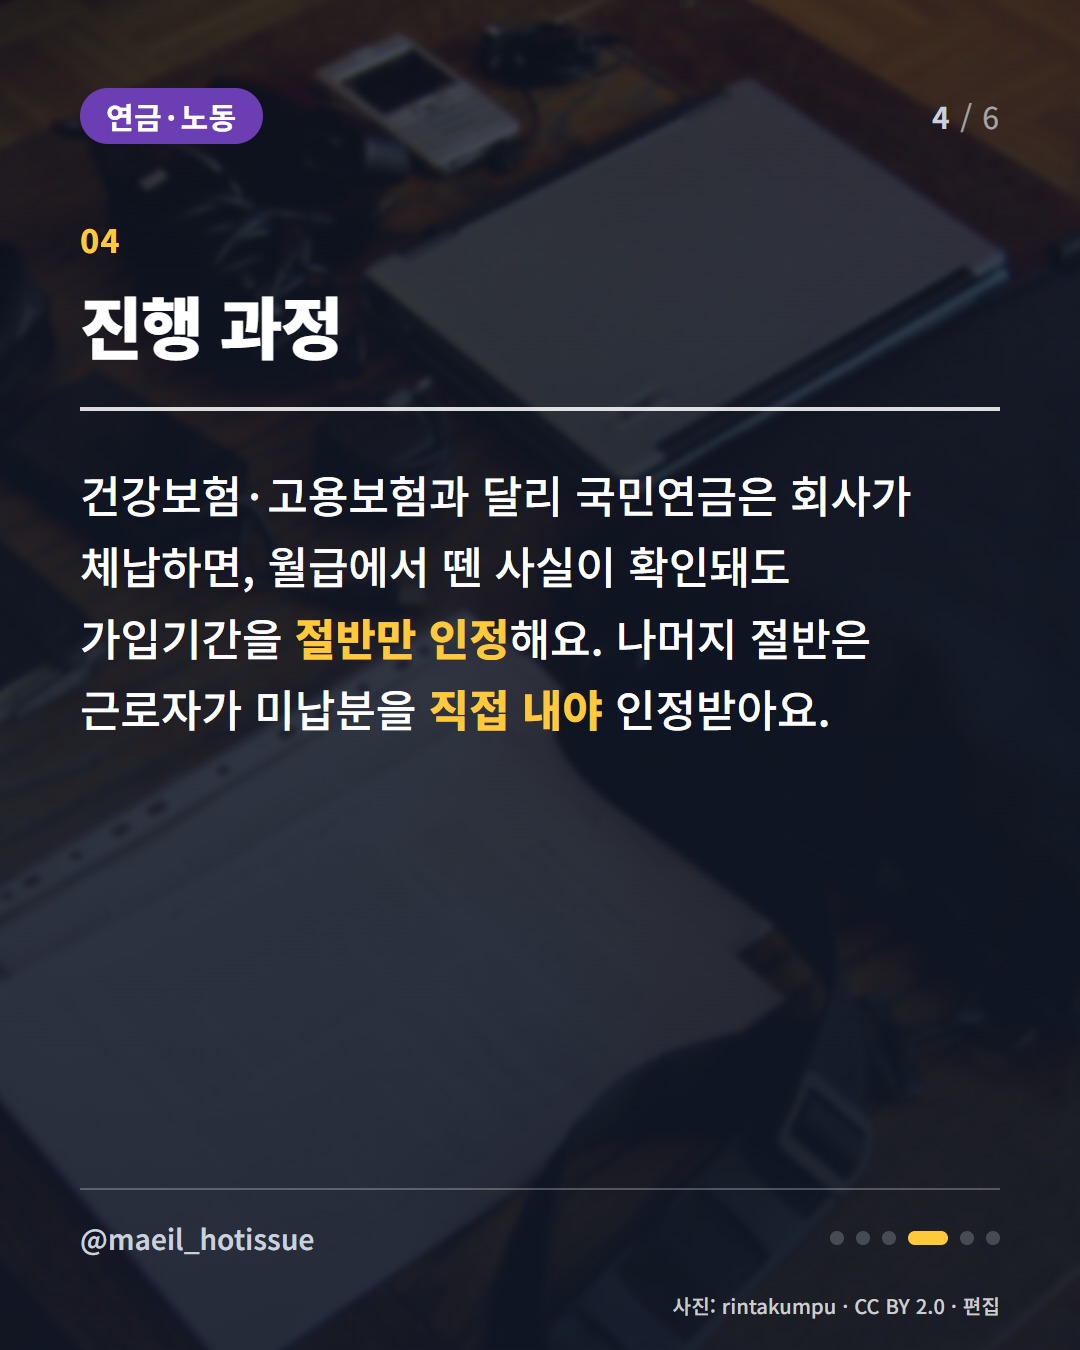 연금·노동
4 / 6
04
진행 과정
건강보험·고용보험과 달리 국민연금은 회사가
체납하면, 월급에서 뗀 사실이 확인돼도
가입기간을 절반만 인정해요. 나머지 절반은
근로자가 미납분을 직접 내야 인정받아요.
@maeil_hotissue
사진: rintakumpu · CC BY 2.0 · 편집